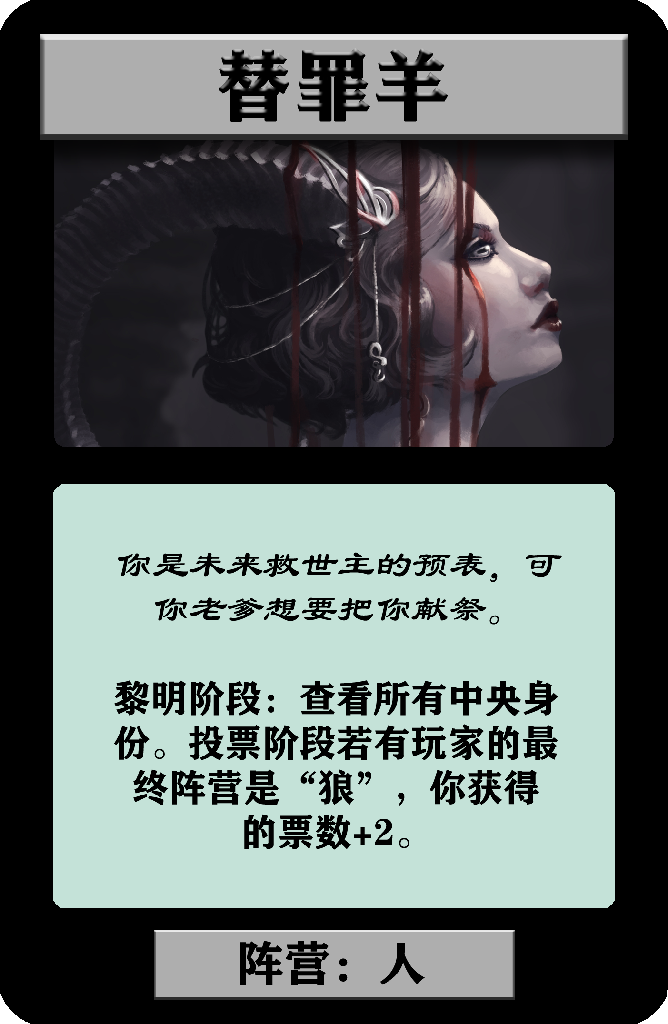 替罪羊
你是未来救世主的预表，可
你老爹想要把你献祭。
黎明阶段：查看所有中央身
份。投票阶段若有玩家的最
终阵营是“狼”，你获得
的票数+2。
阵营：人